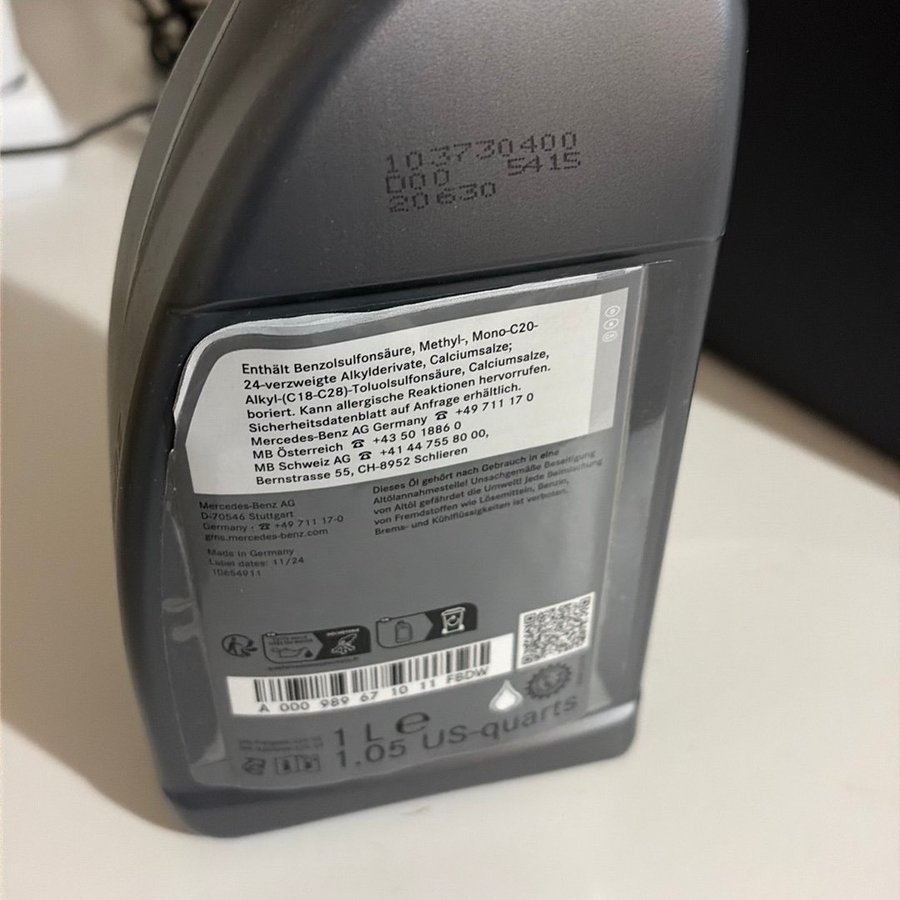 103730400
D00 5415
20630
Enthält Benzolsulfonsäure, Methyl-, Mono-C20-
24-verzweigte Alkylderivate, Calciumsalze;
Alkyl-(C18-C28)-Toluolsulfonsäure, Calciumsalze,
boriert. Kann allergische Reaktionen hervorrufen.
Sicherheitsdatenblatt auf Anfrage erhältlich.
Mercedes-Benz AG Germany ☎ +49 711 17 0
MB Österreich ☎ +43 50 1886 0
MB Schweiz AG ☎ +41 44 755 80 00,
Bernstrasse 55, CH-8952 Schlieren
Mercedes-Benz AG
D-70546 Stuttgart
Germany · ☎ +49 711 17-0
gfns.mercedes-benz.com
Made in Germany
Label dates: 11/24
10654911
Dieses Öl gehört nach Gebrauch in eine
Altölannahmestelle! Unsachgemäße Beseitigung
von Altöl gefährdet die Umwelt! Jede Beimischung
von Fremdstoffen wie Lösemitteln, Benzin,
Brems- und Kühlflüssigkeiten ist verboten.
A 000 989 67 10 11 FBDW
1 L e
1.05 US-quarts